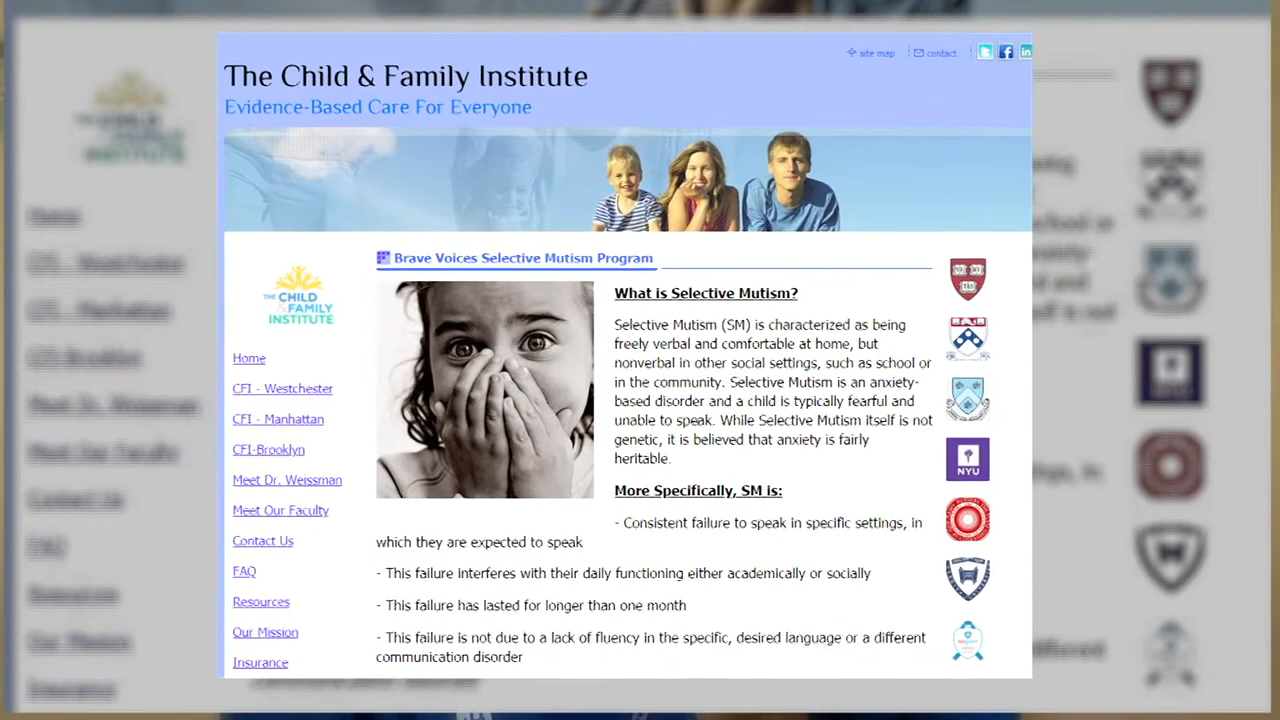 site map
contact
The Child & Family Institute
Evidence-Based Care For Everyone
THE CHILD
& FAMILY
INSTITUTE
Home
CFI - Westchester
CFI - Manhattan
CFI-Brooklyn
Meet Dr. Weissman
Meet Our Faculty
Contact Us
FAQ
Resources
Our Mission
Insurance
Brave Voices Selective Mutism Program
What is Selective Mutism?
Selective Mutism (SM) is characterized as being
freely verbal and comfortable at home, but
nonverbal in other social settings, such as school or
in the community. Selective Mutism is an anxiety-
based disorder and a child is typically fearful and
unable to speak. While Selective Mutism itself is not
genetic, it is believed that anxiety is fairly
heritable.
More Specifically, SM is:
- Consistent failure to speak in specific settings, in
which they are expected to speak
- This failure interferes with their daily functioning either academically or socially
- This failure has lasted for longer than one month
- This failure is not due to a lack of fluency in the specific, desired language or a different
communication disorder
NYU